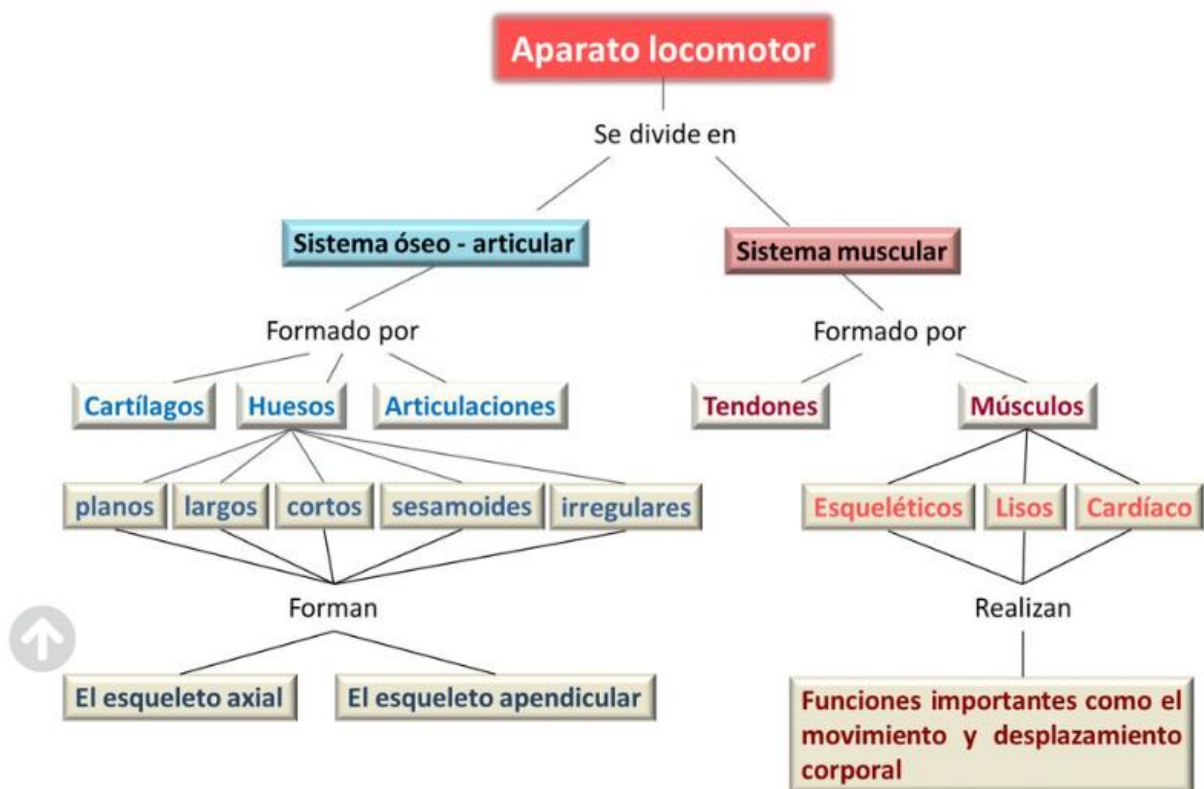 Aparato locomotor
Se divide en
Sistema óseo - articular
Sistema muscular
Formado por
Formado por
Cartílagos
Huesos
Articulaciones
Tendones
Músculos
planos
largos
cortos
sesamoides
irregulares
Esqueléticos
Lisos
Cardíaco
Forman
Realizan
El esqueleto axial
El esqueleto apendicular
Funciones importantes como el
movimiento y desplazamiento
corporal